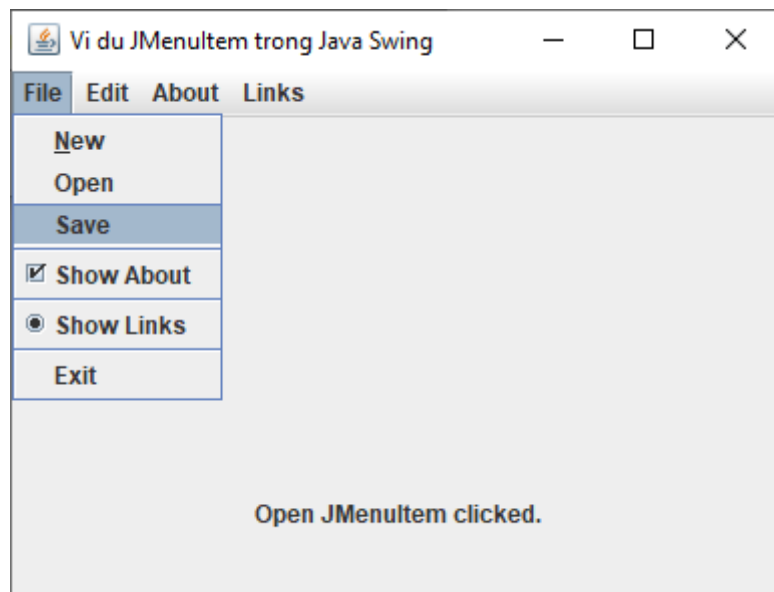 Vi du JMenuItem trong Java Swing
File Edit About Links
New
Open
Save
Show About
Show Links
Exit
Open JMenuItem clicked.